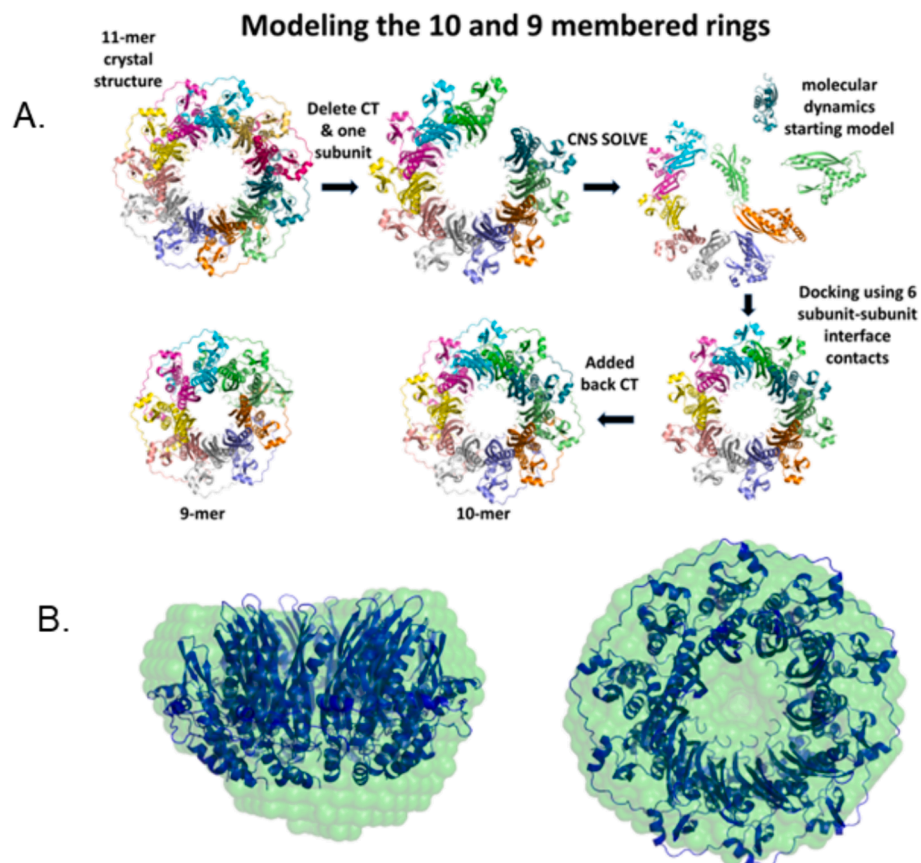 Modeling the 10 and 9 membered rings
11-mer
crystal
structure
A.
Delete CT
& one
subunit
CNS SOLVE
molecular
dynamics
starting model
Docking using 6
subunit-subunit
interface
contacts
Added
back CT
9-mer
10-mer
B.